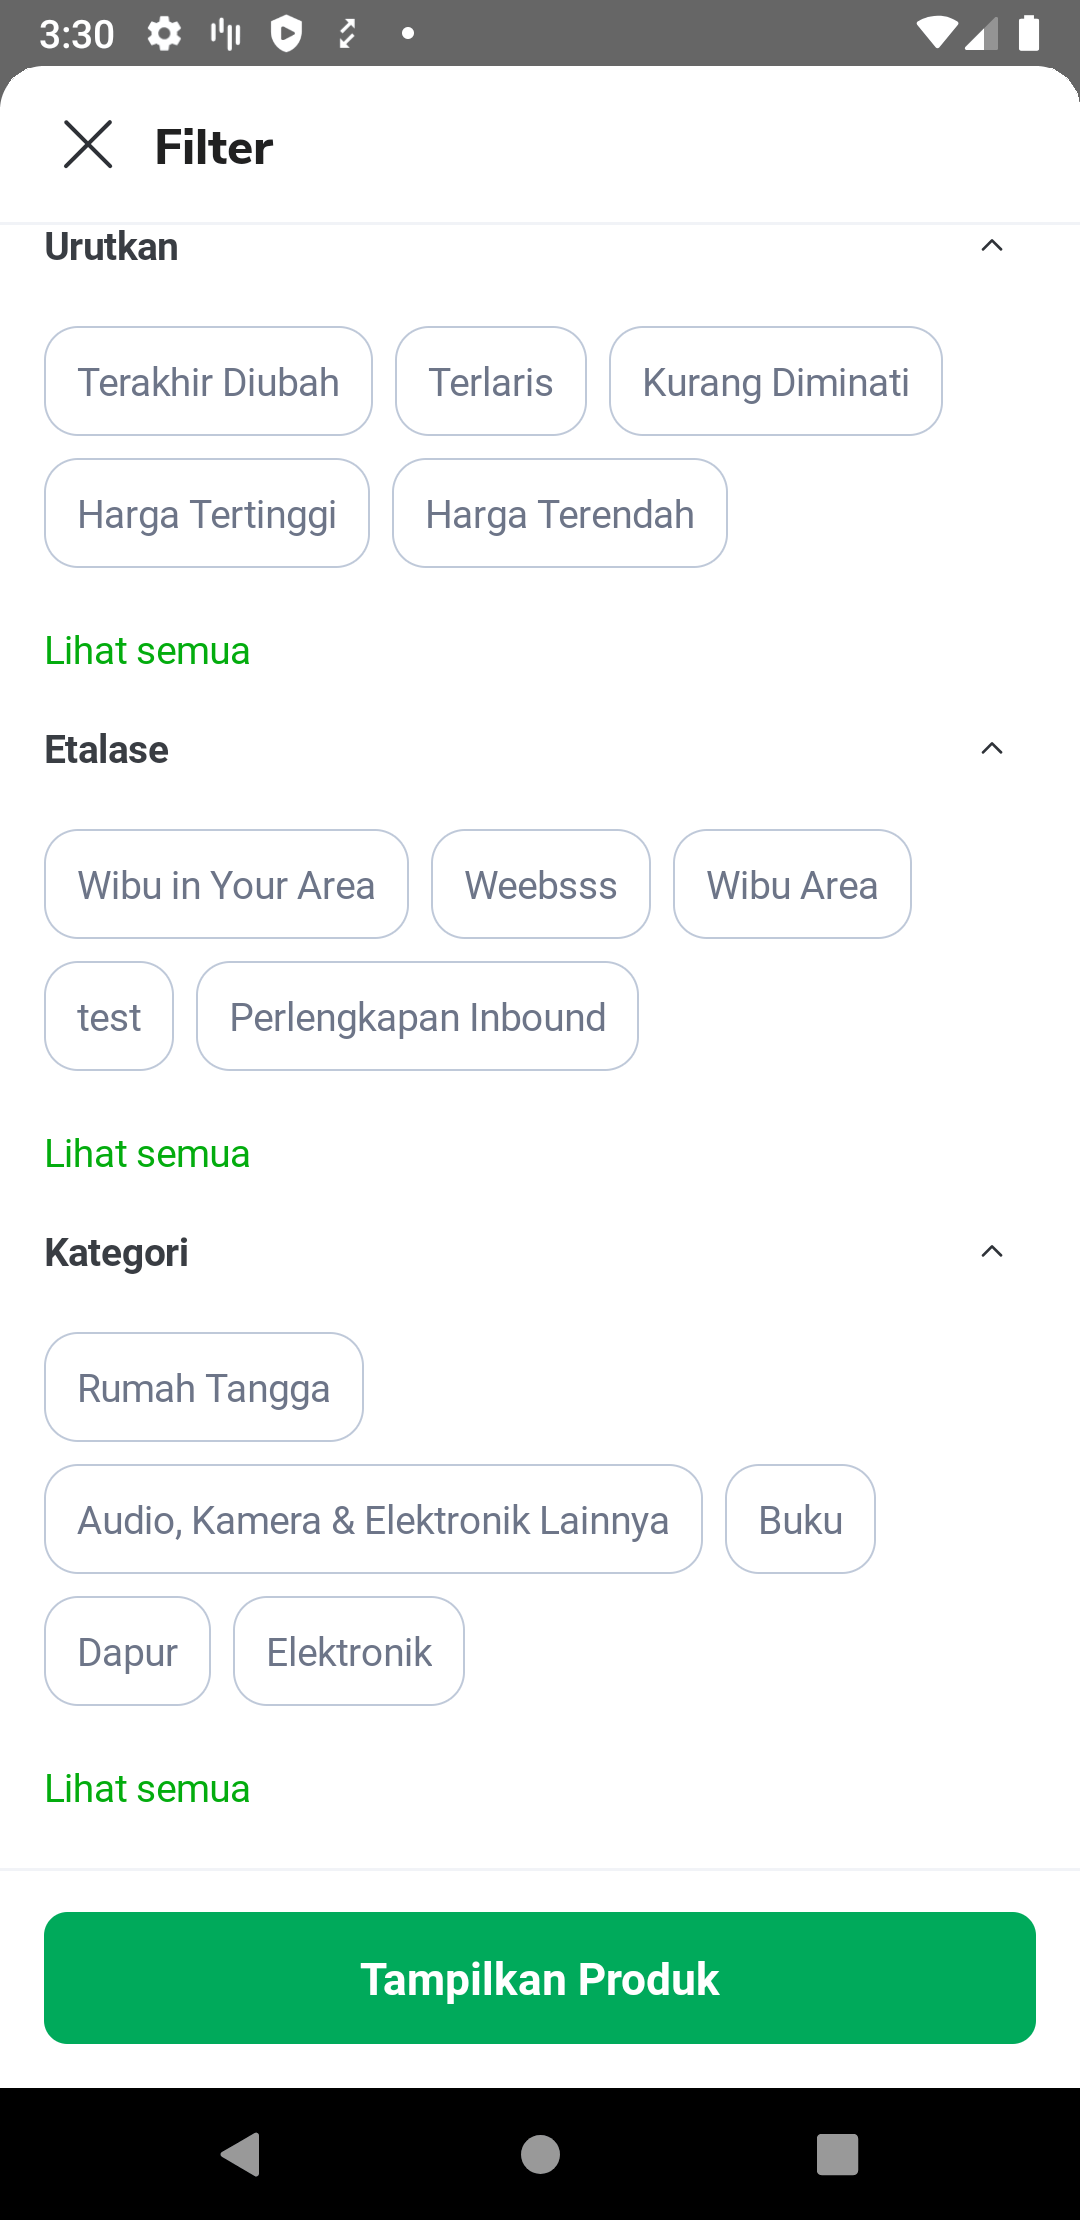 3:30
Filter
Urutkan
Terakhir Diubah Terlaris Kurang Diminati
Harga Tertinggi Harga Terendah
Lihat semua
Etalase
Wibu in Your Area Weebsss Wibu Area
test Perlengkapan Inbound
Lihat semua
Kategori
Rumah Tangga
Audio, Kamera & Elektronik Lainnya Buku
Dapur Elektronik
Lihat semua
Tampilkan Produk